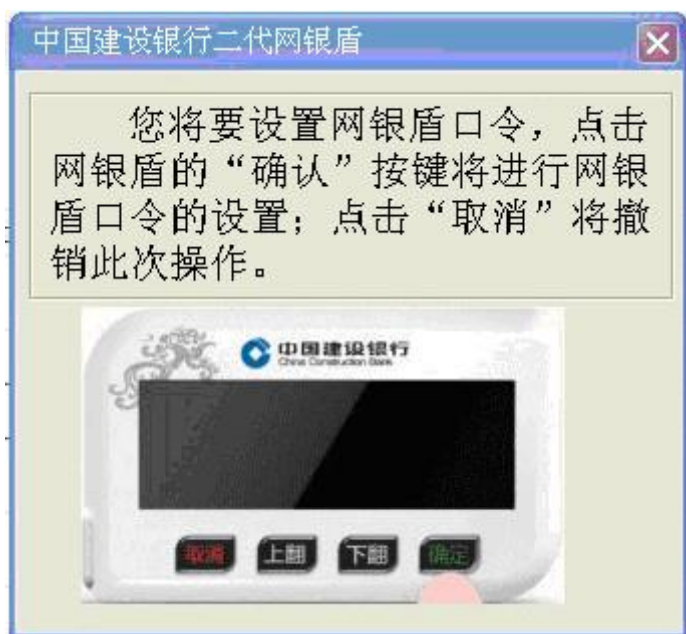 中国建设银行二代网银盾
您将要设置网银盾口令，点击
网银盾的“确认”按键将进行网银
盾口令的设置；点击“取消”将撤
销此次操作。
中国建设银行
China Construction Bank
取消 上翻 下翻 确定